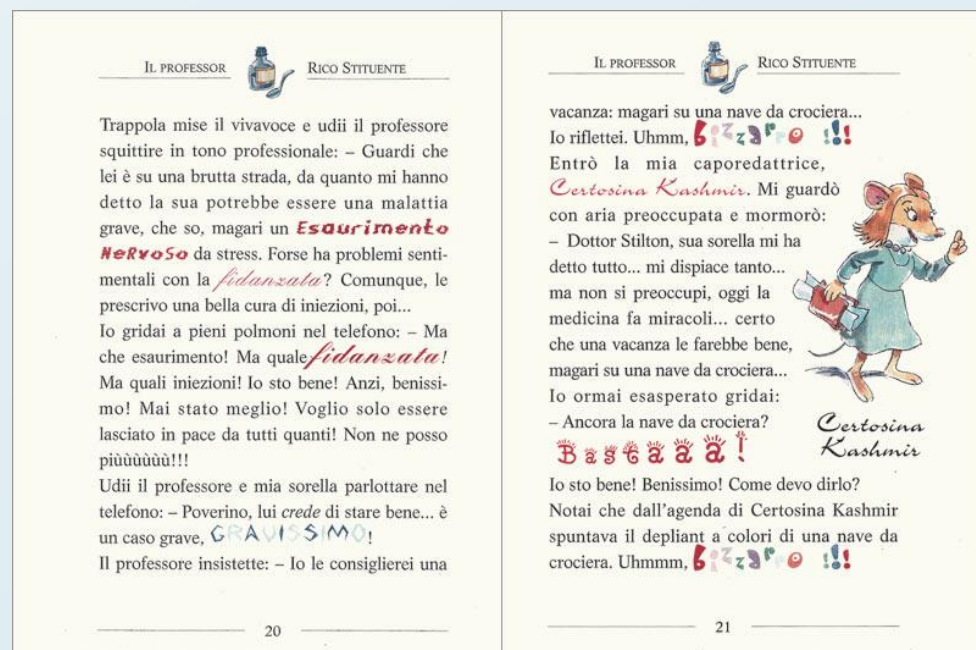 IL PROFESSOR RICO STITUENTE
Trappola mise il vivavoce e udii il professore
squittire in tono professionale: – Guardi che
lei è su una brutta strada, da quanto mi hanno
detto la sua potrebbe essere una malattia
grave, che so, magari un Esaurimento
NeRvoSo da stress. Forse ha problemi senti-
mentali con la fidanzata? Comunque, le
prescrivo una bella cura di iniezioni, poi...
Io gridai a pieni polmoni nel telefono: – Ma
che esaurimento! Ma quale fidanzata!
Ma quali iniezioni! Io sto bene! Anzi, benissi-
mo! Mai stato meglio! Voglio solo essere
lasciato in pace da tutti quanti! Non ne posso
piùùùùùù!!!
Udii il professore e mia sorella parlottare nel
telefono: – Poverino, lui crede di stare bene... è
un caso grave, GRAVISSIMO!
Il professore insistette: – Io le consiglierei una
20
IL PROFESSOR RICO STITUENTE
vacanza: magari su una nave da crociera...
Io riflettei. Uhmm, bizzarro !!!
Entrò la mia caporedattrice,
Certosina Kashmir. Mi guardò
con aria preoccupata e mormorò:
– Dottor Stilton, sua sorella mi ha
detto tutto... mi dispiace tanto...
ma non si preoccupi, oggi la
medicina fa miracoli... certo
che una vacanza le farebbe bene,
magari su una nave da crociera...
Io ormai esasperato gridai:
– Ancora la nave da crociera?
Bastaaa!
Certosina
Kashmir
Io sto bene! Benissimo! Come devo dirlo?
Notai che dall'agenda di Certosina Kashmir
spuntava il depliant a colori di una nave da
crociera. Uhmmm, bizzarro !!!
21